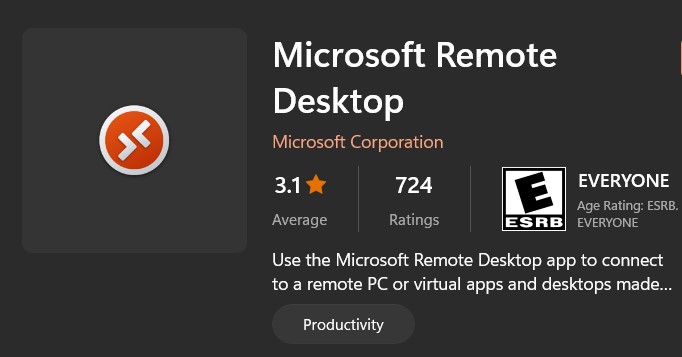 Microsoft Remote
Desktop
Microsoft Corporation
3.1
Average
724
Ratings
E
ESRB
EVERYONE
Age Rating: ESRB.
EVERYONE
Use the Microsoft Remote Desktop app to connect
to a remote PC or virtual apps and desktops made...
Productivity